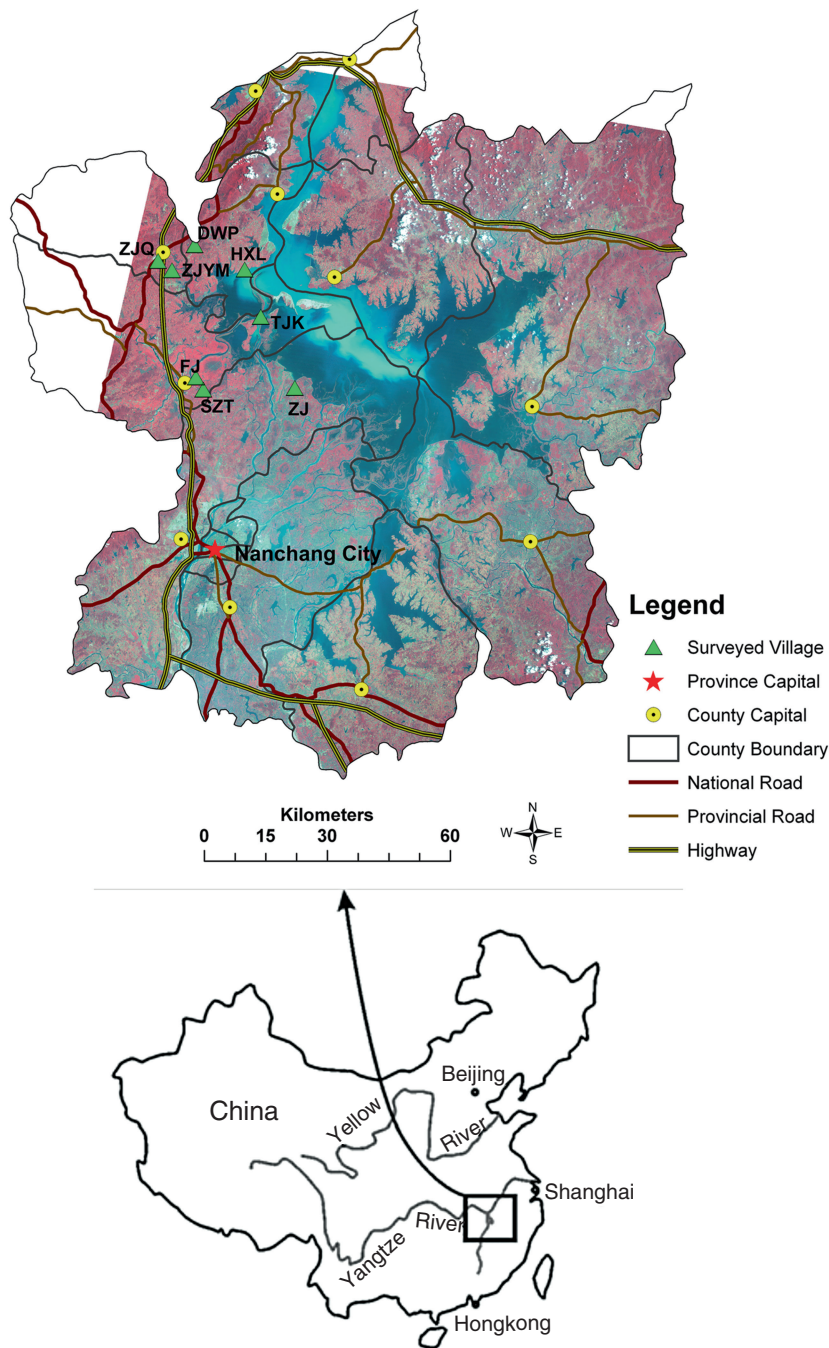 DWP
ZJQ
HXL
ZJYM
TJK
FJ
SZT
ZJ
Nanchang City
Legend
Surveyed Village
Province Capital
County Capital
County Boundary
National Road
Provincial Road
Highway
Kilometers
0 15 30 60
N
W E
S
Beijing
China
Yellow River
Shanghai
Yangtze River
Hongkong